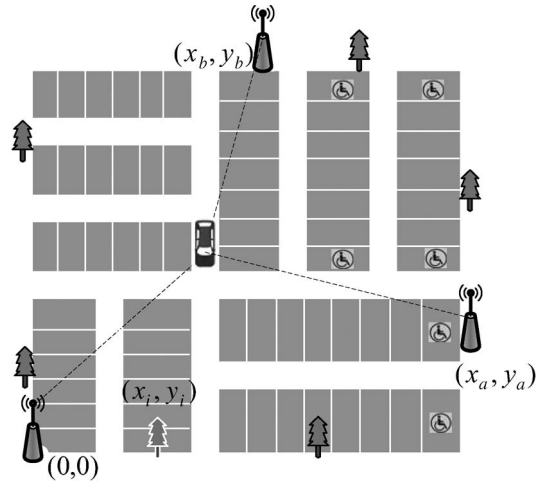 (x_b, y_b)
(x_a, y_a)
(x_i, y_i)
(0,0)